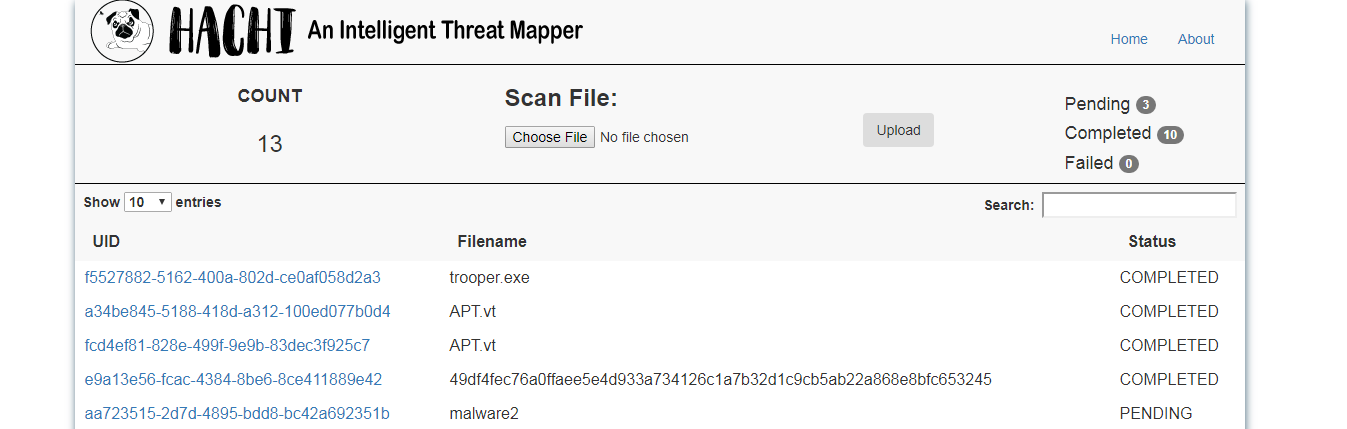 HACHI An Intelligent Threat Mapper
Home About
COUNT
13
Scan File:
Choose File No file chosen
Upload
Pending 3
Completed 10
Failed 0
Show 10 entries
Search:
UID Filename Status
f5527882-5162-400a-802d-ce0af058d2a3 trooper.exe COMPLETED
a34be845-5188-418d-a312-100ed077b0d4 APT.vt COMPLETED
fcd4ef81-828e-499f-9e9b-83dec3f925c7 APT.vt COMPLETED
e9a13e56-fcac-4384-8be6-8ce411889e42 49df4fec76a0ffaee5e4d933a734126c1a7b32d1c9cb5ab22a868e8bfc653245 COMPLETED
aa723515-2d7d-4895-bdd8-bc42a692351b malware2 PENDING